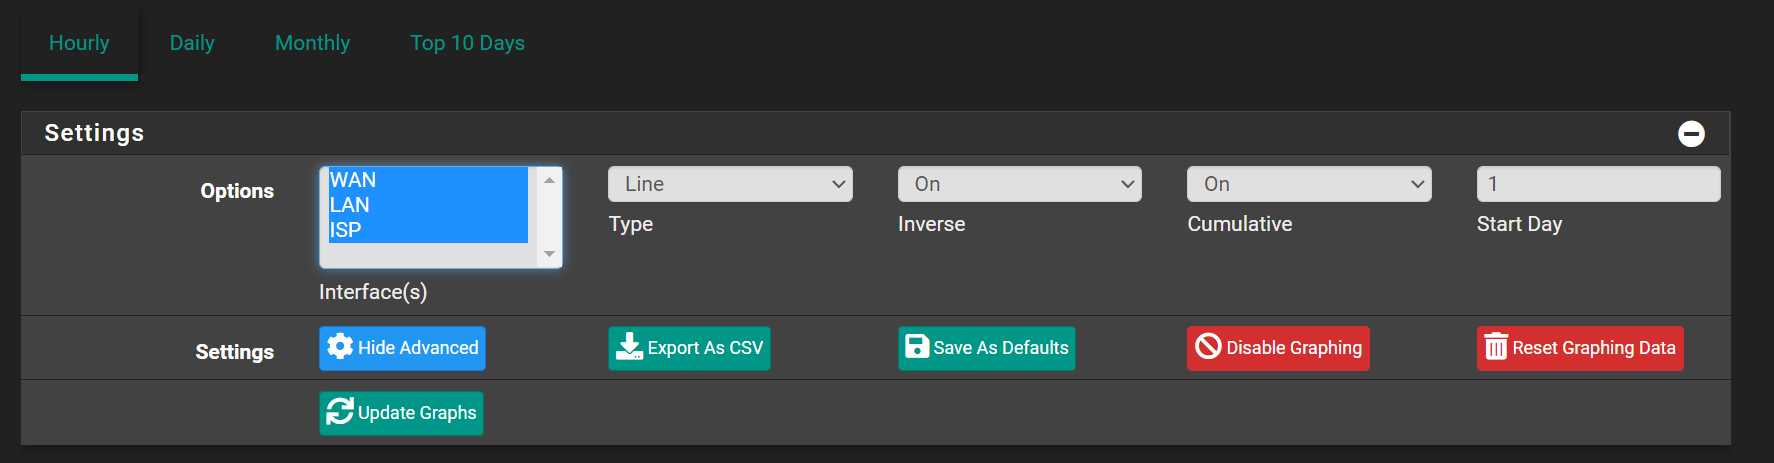 Hourly Daily Monthly Top 10 Days
Settings
Options
WAN
LAN
ISP
Line On On 1
Type Inverse Cumulative Start Day
Interface(s)
Settings Hide Advanced Export As CSV Save As Defaults Disable Graphing Reset Graphing Data
Update Graphs